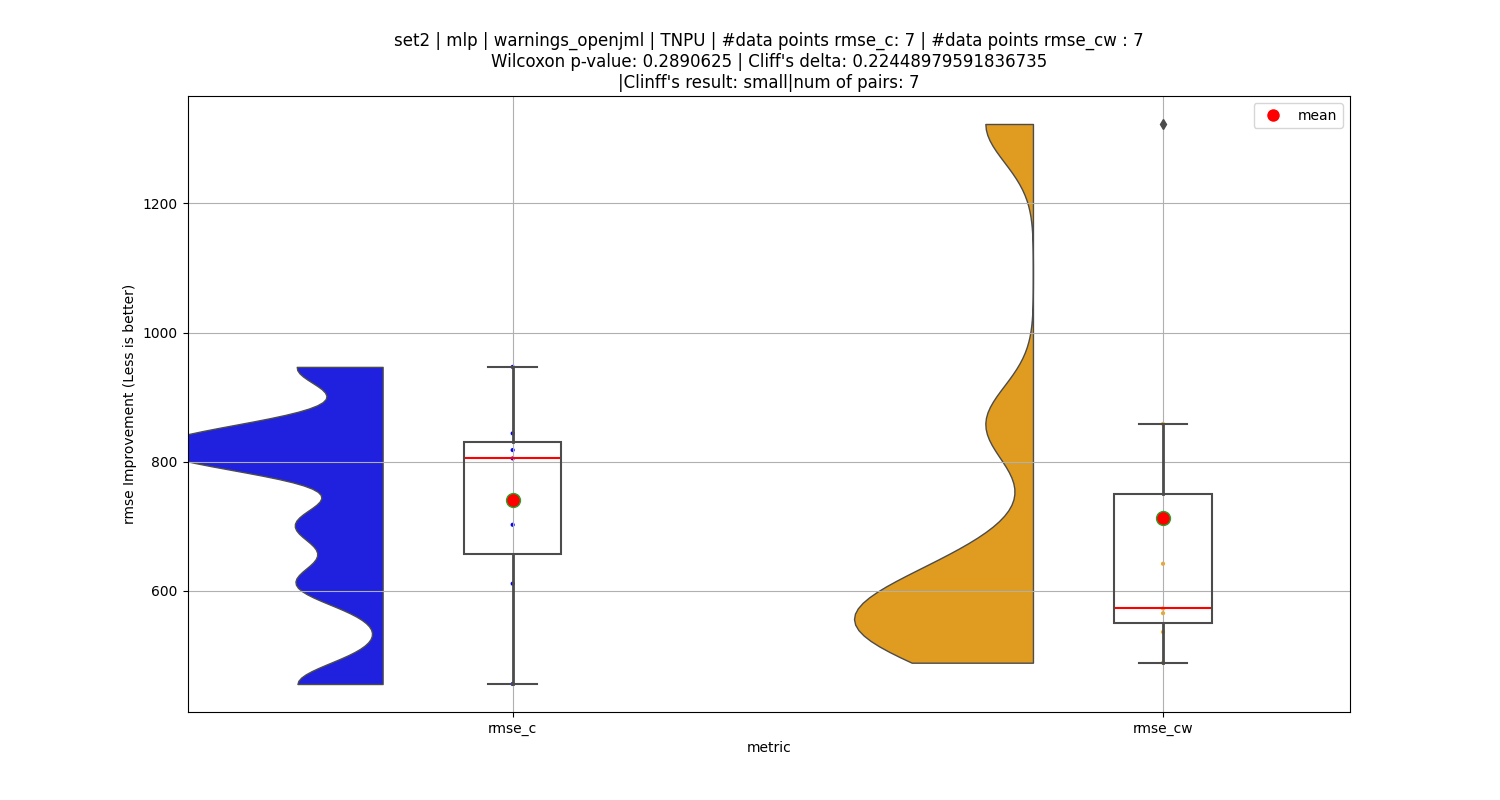 set2 | mlp | warnings_openjml | TNPU | #data points rmse_c: 7 | #data points rmse_cw : 7
Wilcoxon p-value: 0.2890625 | Cliff's delta: 0.22448979591836735
|Clinff's result: small|num of pairs: 7
mean
1200
1000
800
600
rmse Improvement (Less is better)
rmse_c
rmse_cw
metric